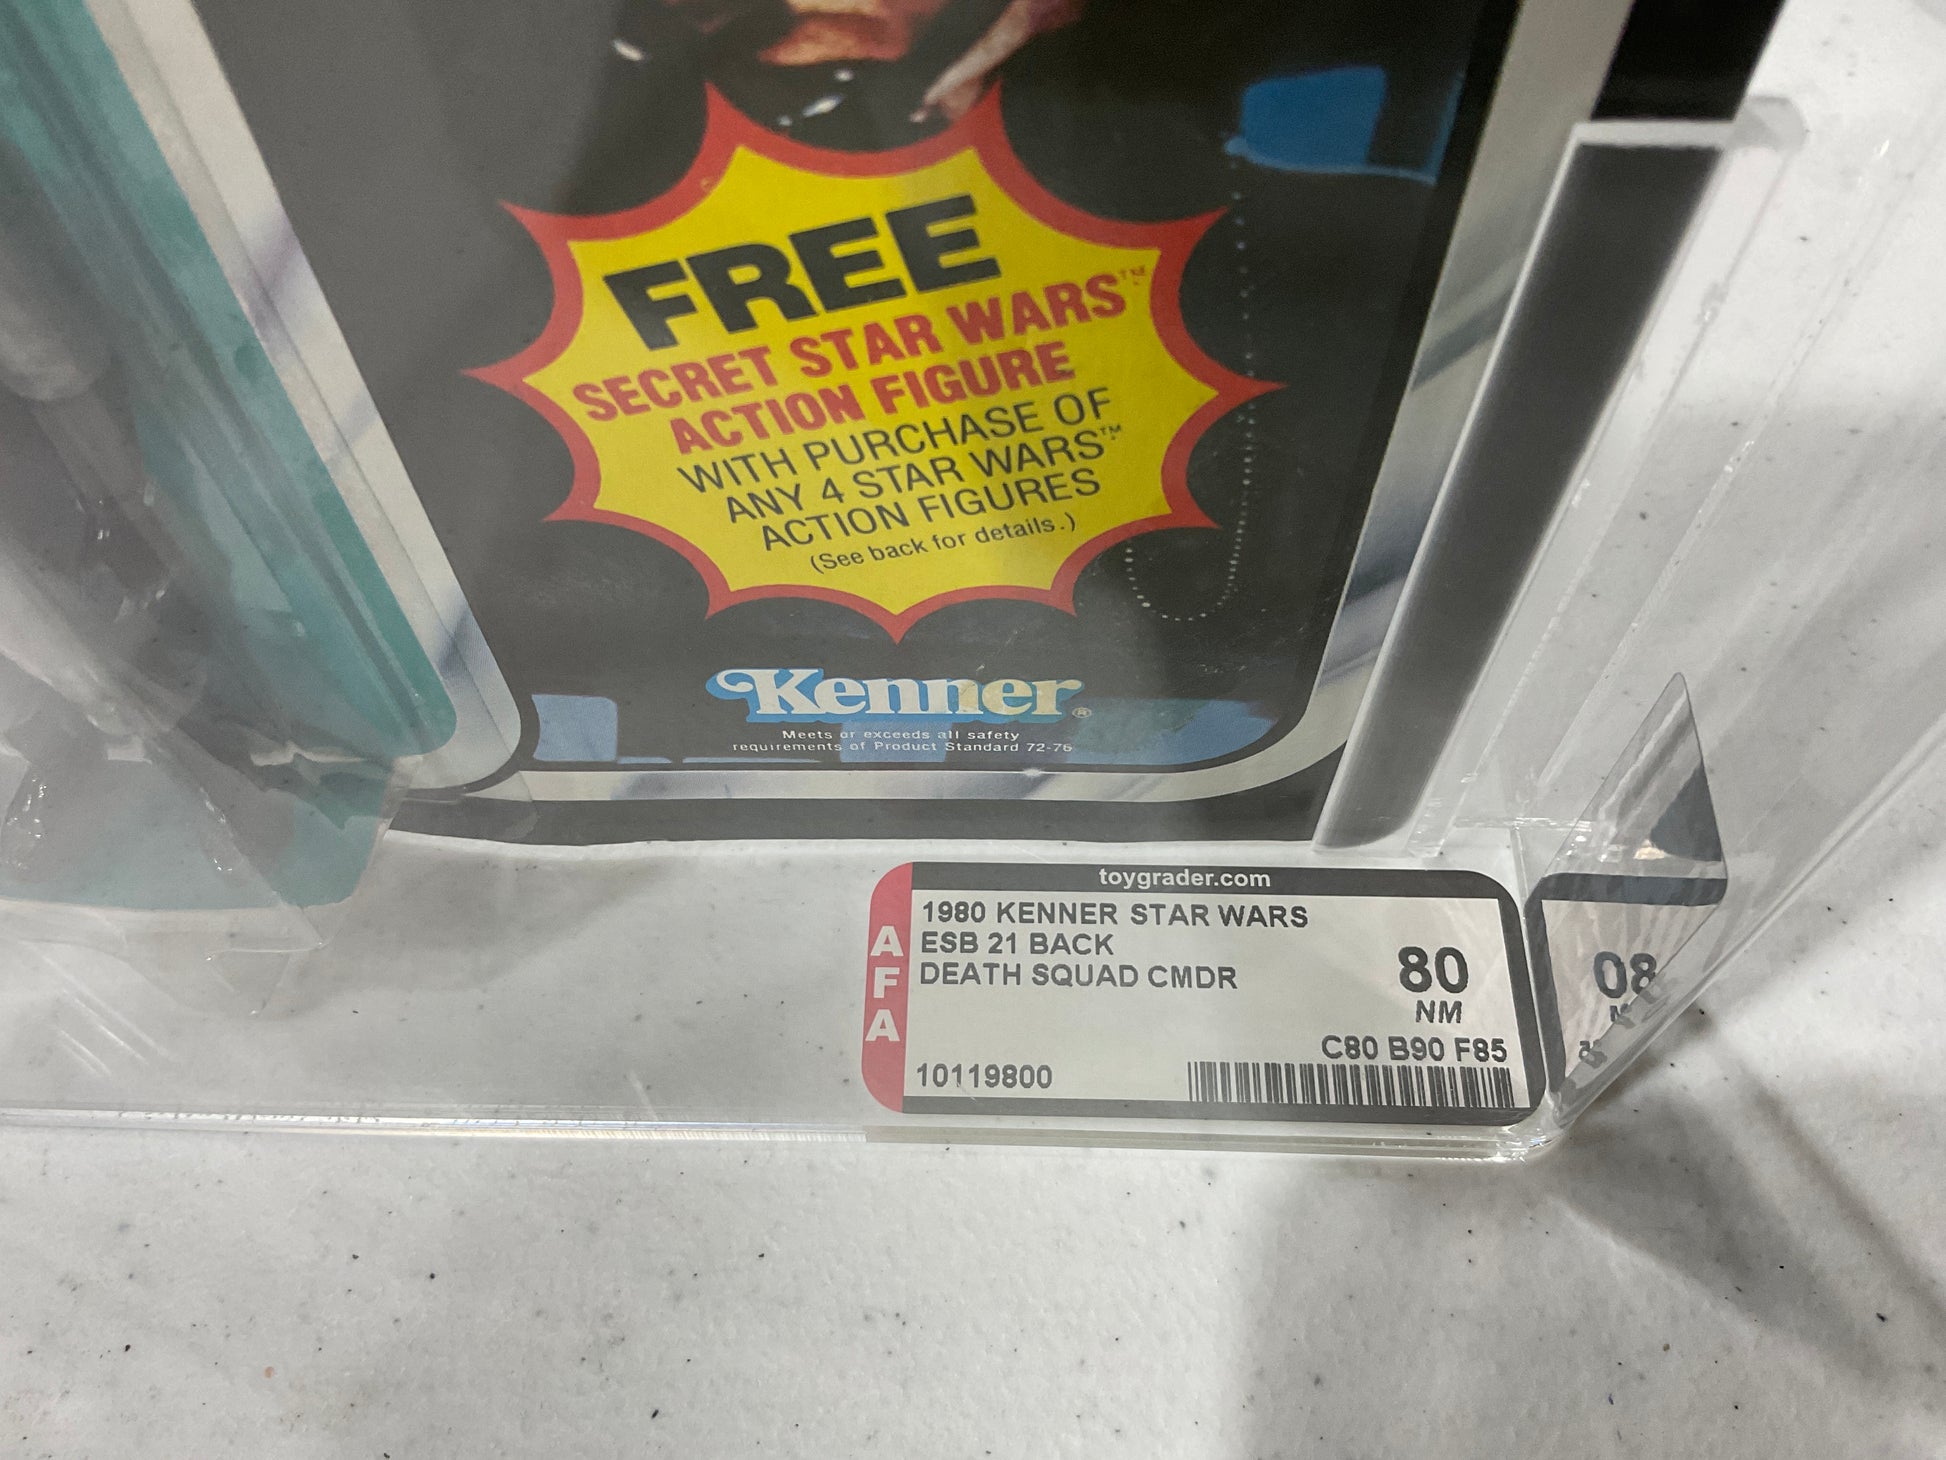 FREE
SECRET STAR WARS™
ACTION FIGURE
WITH PURCHASE OF
ANY 4 STAR WARS™
ACTION FIGURES
(See back for details.)
Kenner®
Meets or exceeds all safety
requirements of Product Standard 72-76
toygrader.com
AFA
1980 KENNER STAR WARS
ESB 21 BACK
DEATH SQUAD CMDR
80
NM
C80 B90 F85
10119800